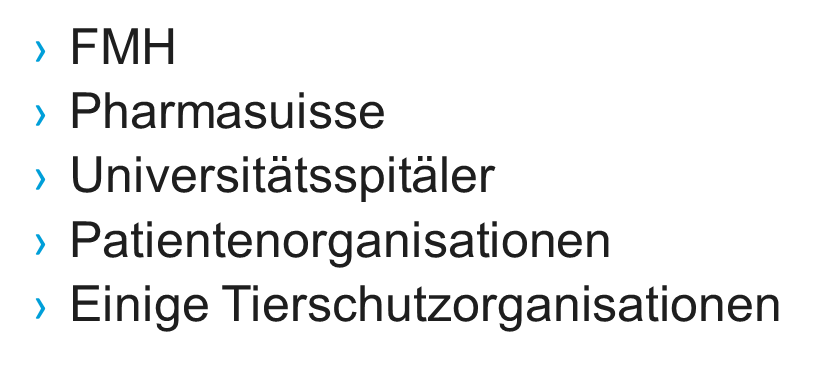 › FMH
› Pharmasuisse
› Universitätsspitäler
› Patientenorganisationen
› Einige Tierschutzorganisationen